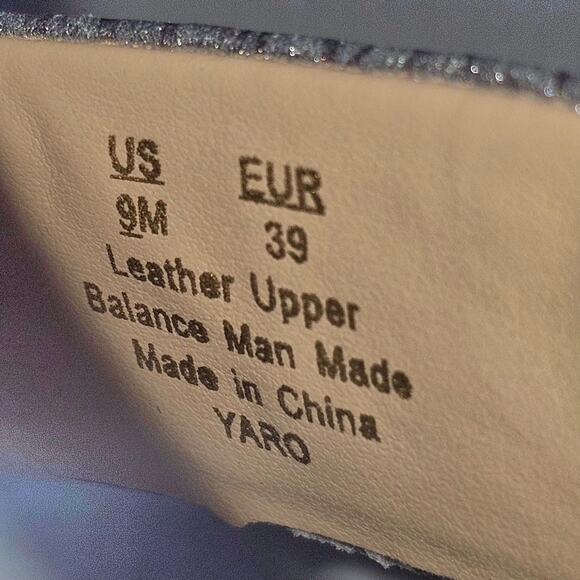 US EUR
9M 39
Leather Upper
Balance Man Made
Made in China
YARO